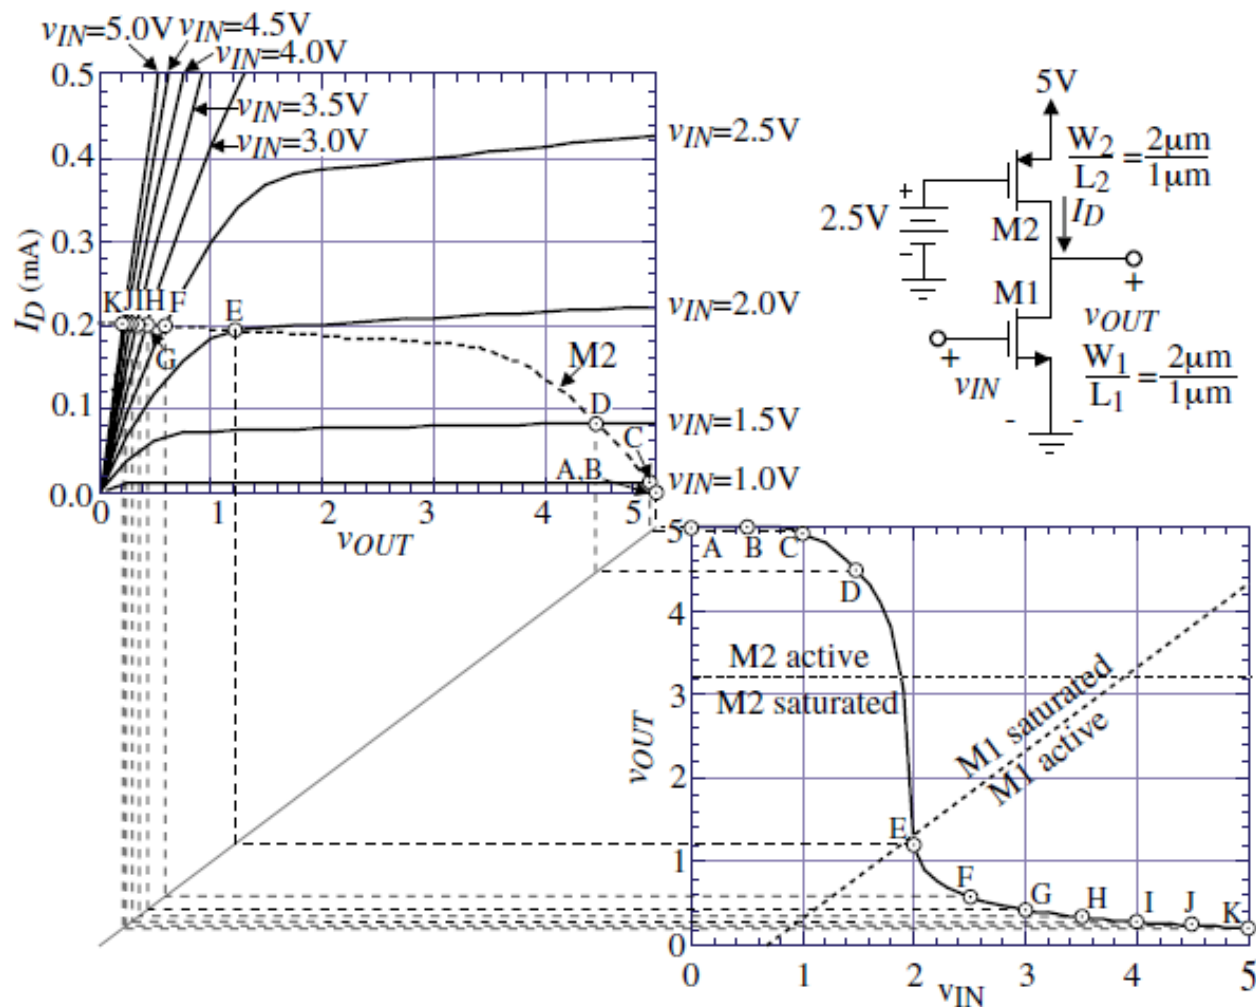 vIN=5.0V
vIN=4.5V
vIN=4.0V
vIN=3.5V
vIN=3.0V
vIN=2.5V
vIN=2.0V
vIN=1.5V
vIN=1.0V
0.5
0.4
0.3
0.2
0.1
0.0
ID (mA)
K J I H F
G
E
M2
D
C
A,B
0 1 2 3 4 5
vOUT
5V
W2/L2 = 2μm/1μm
M2
ID
2.5V
+
-
M1
+
vOUT
+
vIN
W1/L1 = 2μm/1μm
-
-
5
4
3
2
1
0
vOUT
A B C
D
M2 active
M2 saturated
M1 saturated
M1 active
E
F
G H I J K
0 1 2 3 4 5
vIN